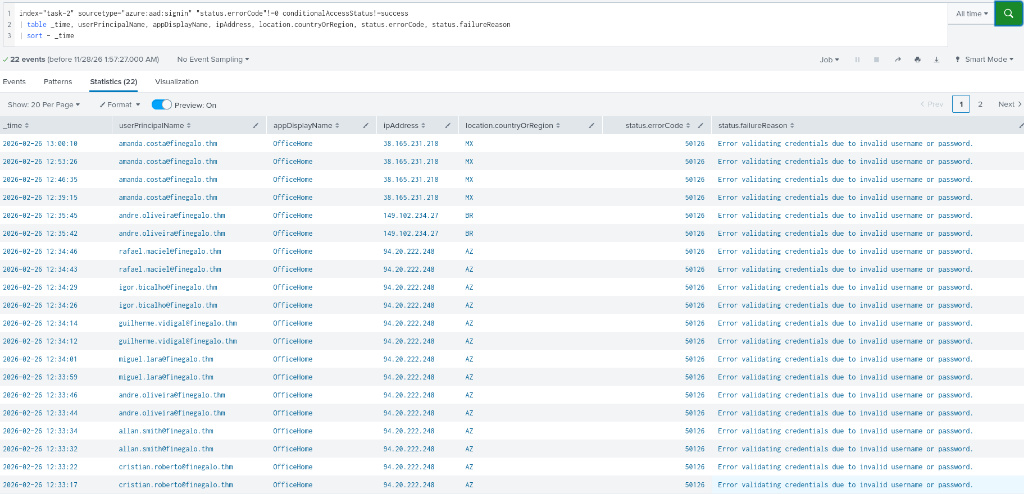 1 index="task-2" sourcetype="azure:aad:signin" "status.errorCode"!=0 conditionalAccessStatus!=success
2 | table _time, userPrincipalName, appDisplayName, ipAddress, location.countryOrRegion, status.errorCode, status.failureReason
3 | sort - _time
All time
22 events (before 11/28/26 1:57:27.000 AM) No Event Sampling Job Smart Mode
Events Patterns Statistics (22) Visualization
Show: 20 Per Page Format Preview: On < Prev 1 2 Next >
_time userPrincipalName appDisplayName ipAddress location.countryOrRegion status.errorCode status.failureReason
2026-02-26 13:00:10 amanda.costa@finegalo.thm OfficeHome 38.165.231.218 MX 50126 Error validating credentials due to invalid username or password.
2026-02-26 12:53:26 amanda.costa@finegalo.thm OfficeHome 38.165.231.218 MX 50126 Error validating credentials due to invalid username or password.
2026-02-26 12:46:35 amanda.costa@finegalo.thm OfficeHome 38.165.231.218 MX 50126 Error validating credentials due to invalid username or password.
2026-02-26 12:39:15 amanda.costa@finegalo.thm OfficeHome 38.165.231.218 MX 50126 Error validating credentials due to invalid username or password.
2026-02-26 12:35:45 andre.oliveira@finegalo.thm OfficeHome 149.102.234.27 BR 50126 Error validating credentials due to invalid username or password.
2026-02-26 12:35:42 andre.oliveira@finegalo.thm OfficeHome 149.102.234.27 BR 50126 Error validating credentials due to invalid username or password.
2026-02-26 12:34:46 rafael.maciel@finegalo.thm OfficeHome 94.20.222.248 AZ 50126 Error validating credentials due to invalid username or password.
2026-02-26 12:34:43 rafael.maciel@finegalo.thm OfficeHome 94.20.222.248 AZ 50126 Error validating credentials due to invalid username or password.
2026-02-26 12:34:29 igor.bicalho@finegalo.thm OfficeHome 94.20.222.248 AZ 50126 Error validating credentials due to invalid username or password.
2026-02-26 12:34:26 igor.bicalho@finegalo.thm OfficeHome 94.20.222.248 AZ 50126 Error validating credentials due to invalid username or password.
2026-02-26 12:34:14 guilherme.vidigal@finegalo.thm OfficeHome 94.20.222.248 AZ 50126 Error validating credentials due to invalid username or password.
2026-02-26 12:34:12 guilherme.vidigal@finegalo.thm OfficeHome 94.20.222.248 AZ 50126 Error validating credentials due to invalid username or password.
2026-02-26 12:34:01 miguel.lara@finegalo.thm OfficeHome 94.20.222.248 AZ 50126 Error validating credentials due to invalid username or password.
2026-02-26 12:33:59 miguel.lara@finegalo.thm OfficeHome 94.20.222.248 AZ 50126 Error validating credentials due to invalid username or password.
2026-02-26 12:33:46 andre.oliveira@finegalo.thm OfficeHome 94.20.222.248 AZ 50126 Error validating credentials due to invalid username or password.
2026-02-26 12:33:44 andre.oliveira@finegalo.thm OfficeHome 94.20.222.248 AZ 50126 Error validating credentials due to invalid username or password.
2026-02-26 12:33:34 allan.smith@finegalo.thm OfficeHome 94.20.222.248 AZ 50126 Error validating credentials due to invalid username or password.
2026-02-26 12:33:32 allan.smith@finegalo.thm OfficeHome 94.20.222.248 AZ 50126 Error validating credentials due to invalid username or password.
2026-02-26 12:33:22 cristian.roberto@finegalo.thm OfficeHome 94.20.222.248 AZ 50126 Error validating credentials due to invalid username or password.
2026-02-26 12:33:17 cristian.roberto@finegalo.thm OfficeHome 94.20.222.248 AZ 50126 Error validating credentials due to invalid username or password.